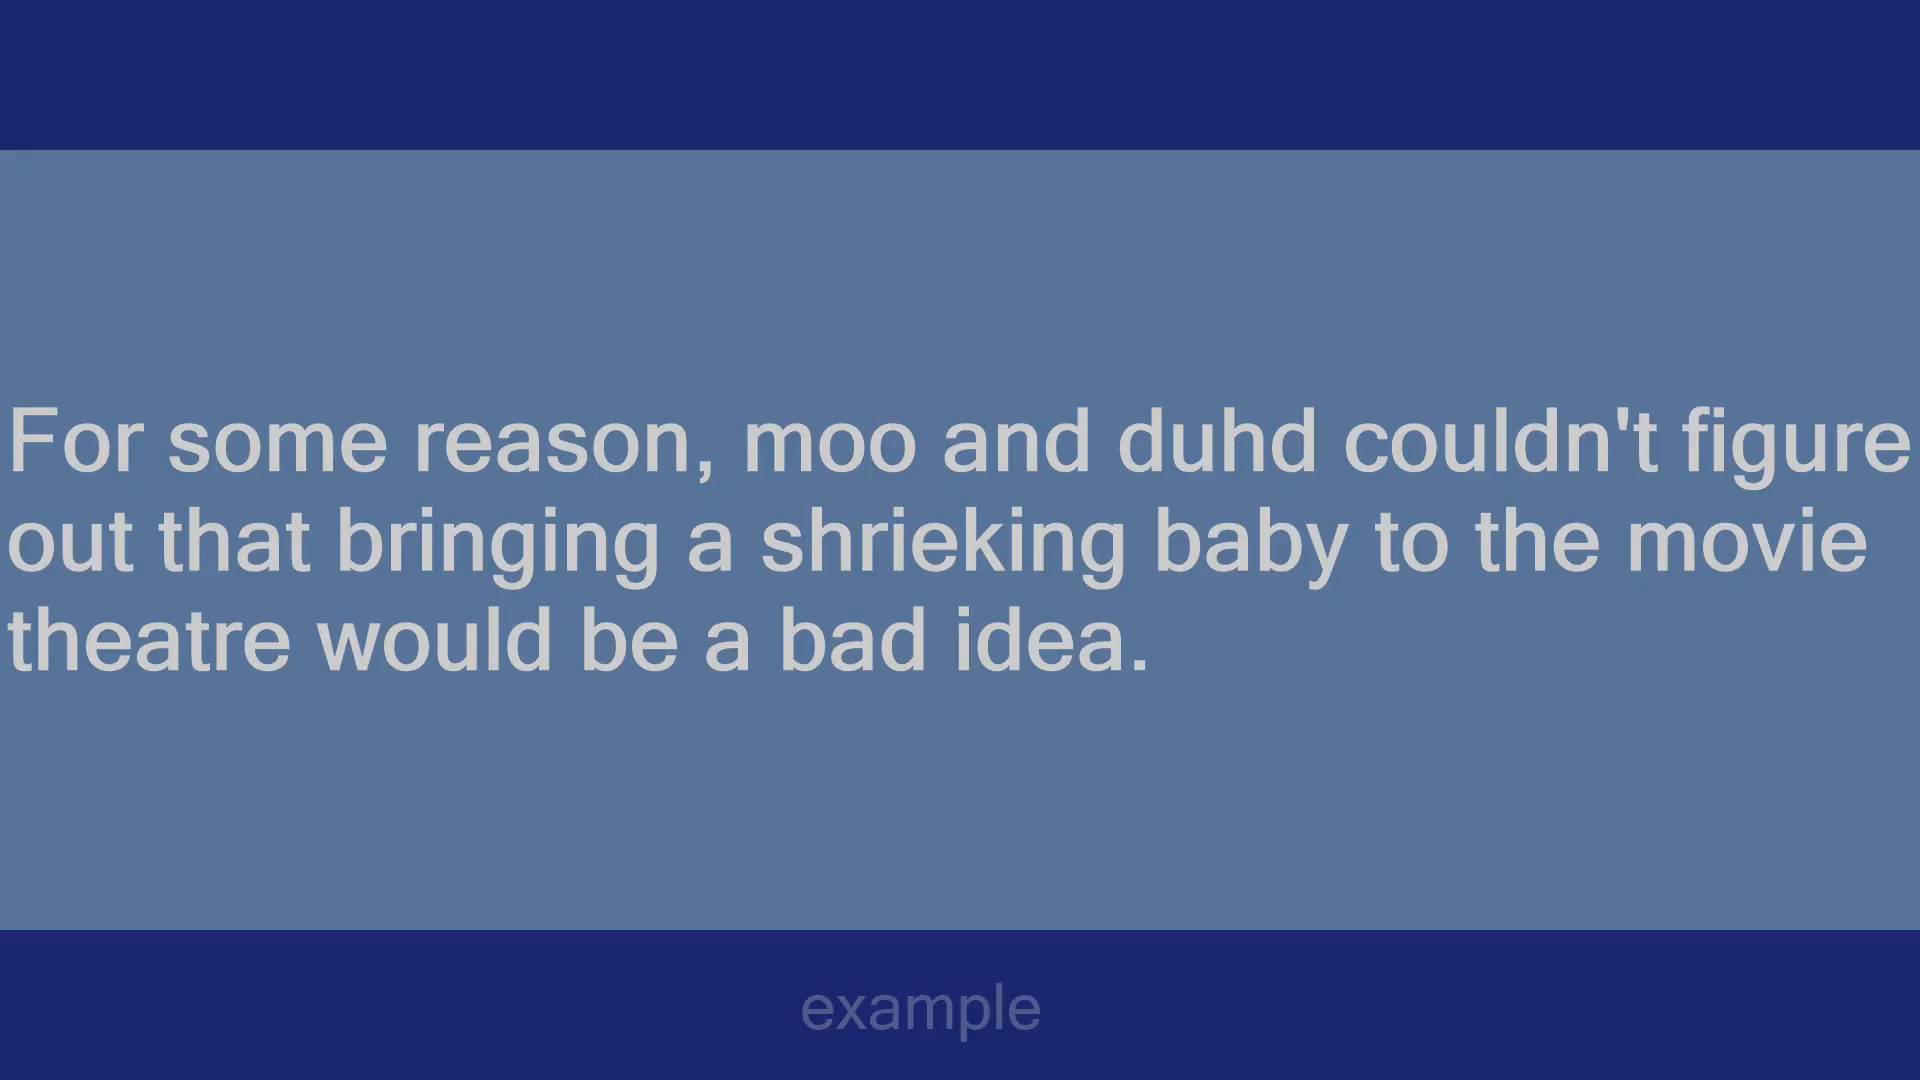 For some reason, moo and duhd couldn't figure
out that bringing a shrieking baby to the movie
theatre would be a bad idea.
example